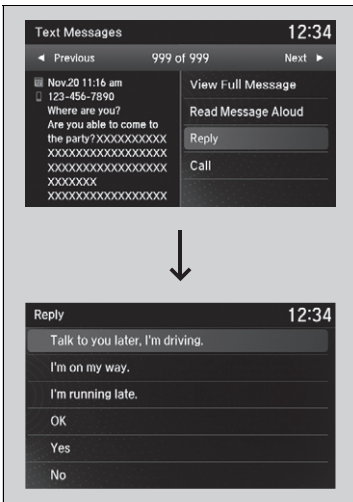 Text Messages 12:34
◄ Previous 999 of 999 Next ►
Nov.20 11:16 am
123-456-7890
Where are you?
Are you able to come to
the party?XXXXXXXXXX
XXXXXXXXXXXXXXXXX
XXXXXXXXXXXXXXXXX
XXXXXXX
XXXXXXXXXXXXXXXXX
View Full Message
Read Message Aloud
Reply
Call
Reply 12:34
Talk to you later, I'm driving.
I'm on my way.
I'm running late.
OK
Yes
No